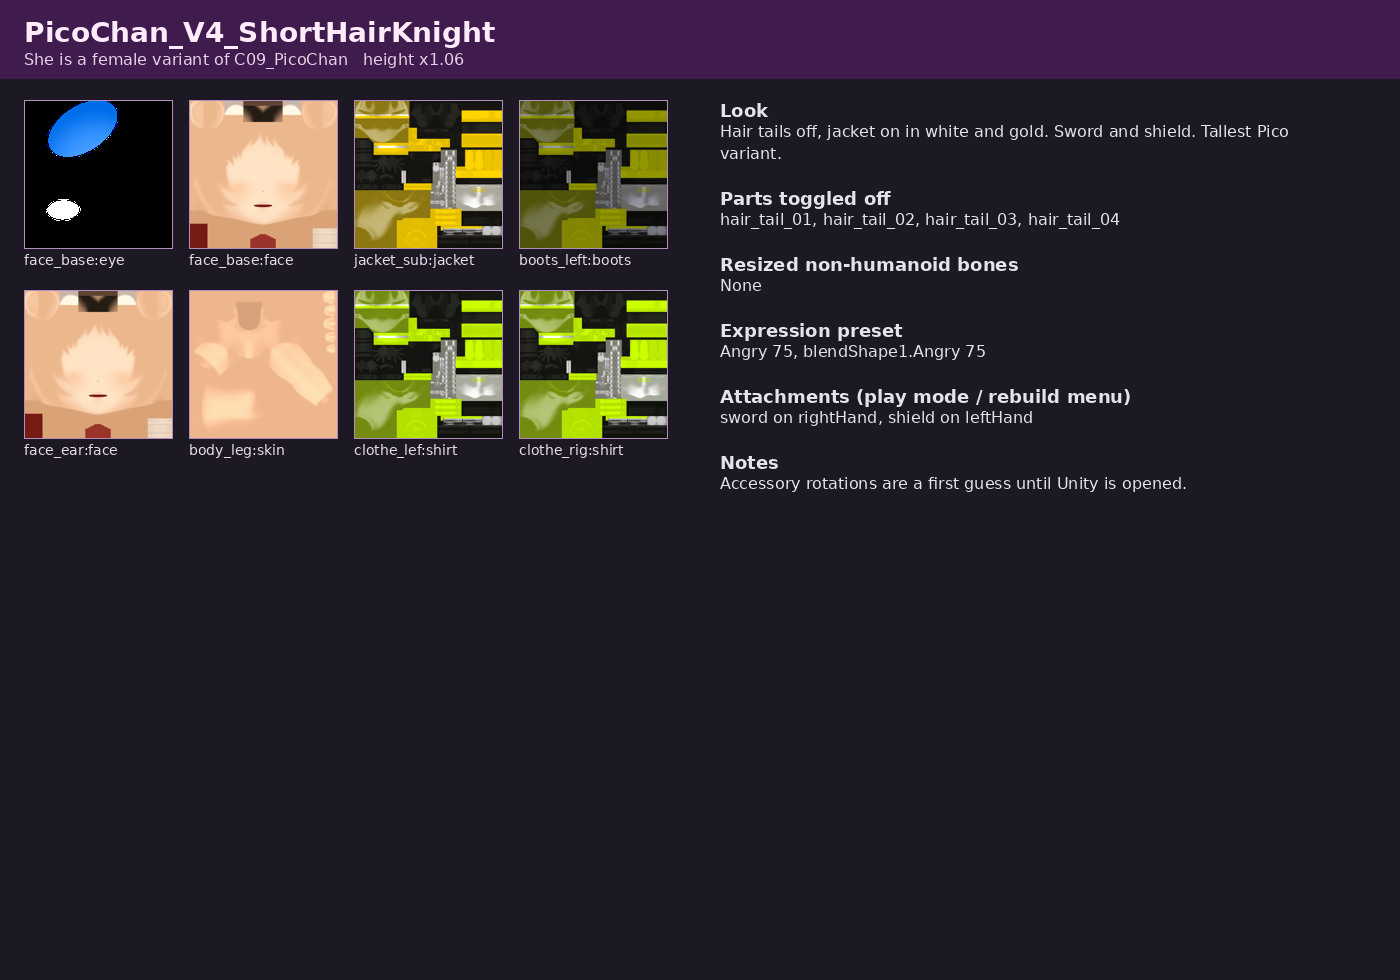 PicoChan_V4_ShortHairKnight
She is a female variant of C09_PicoChan   height x1.06
face_base:eye
face_base:face
jacket_sub:jacket
boots_left:boots
face_ear:face
body_leg:skin
clothe_lef:shirt
clothe_rig:shirt
Look
Hair tails off, jacket on in white and gold. Sword and shield. Tallest Pico
variant.
Parts toggled off
hair_tail_01, hair_tail_02, hair_tail_03, hair_tail_04
Resized non-humanoid bones
None
Expression preset
Angry 75, blendShape1.Angry 75
Attachments (play mode / rebuild menu)
sword on rightHand, shield on leftHand
Notes
Accessory rotations are a first guess until Unity is opened.